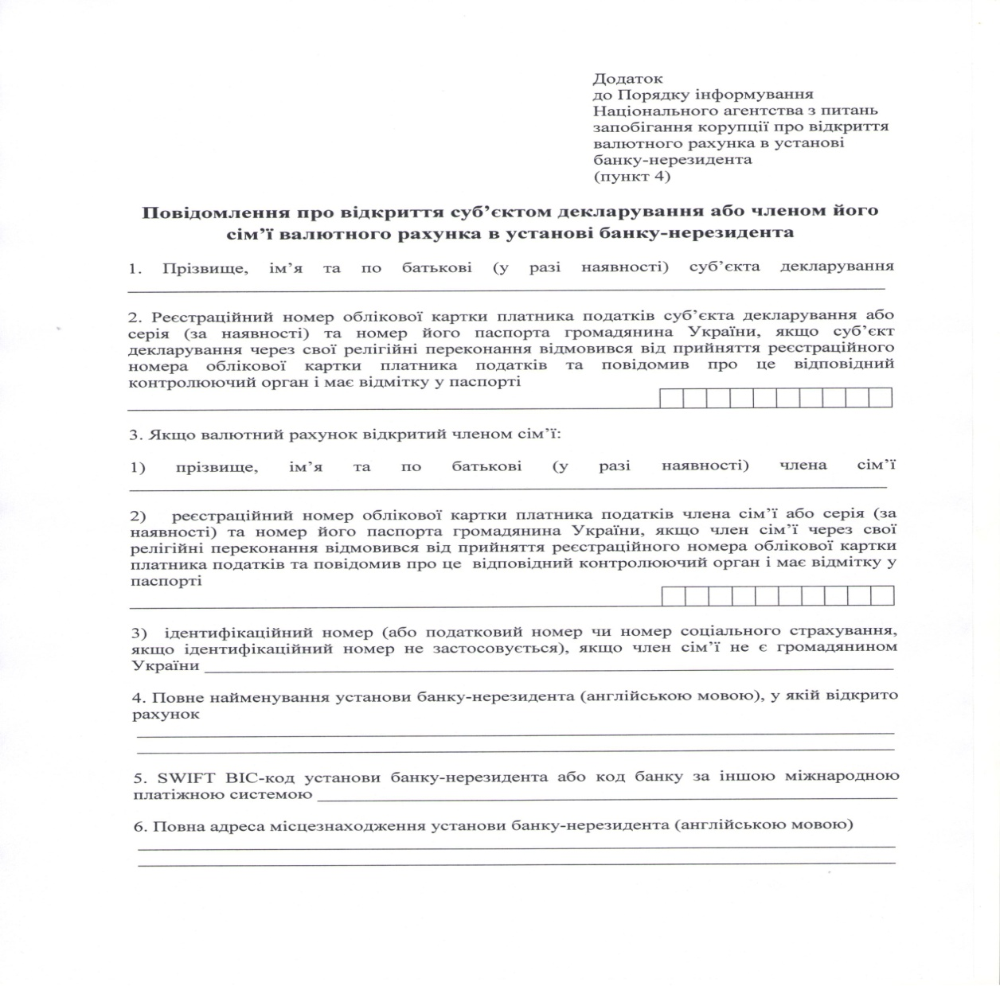 Додаток
до Порядку інформування
Національного агентства з питань
запобігання корупції про відкриття
валютного рахунка в установі
банку-нерезидента
(пункт 4)
Повідомлення про відкриття суб’єктом декларування або членом його
сім’ї валютного рахунка в установі банку-нерезидента
1. Прізвище, ім’я та по батькові (у разі наявності) суб’єкта декларування
2. Реєстраційний номер облікової картки платника податків суб’єкта декларування або
серія (за наявності) та номер його паспорта громадянина України, якщо суб’єкт
декларування через свої релігійні переконання відмовився від прийняття реєстраційного
номера облікової картки платника податків та повідомив про це відповідний
контролюючий орган і має відмітку у паспорті
3. Якщо валютний рахунок відкритий членом сім’ї:
1) прізвище, ім’я та по батькові (у разі наявності) члена сім’ї
2) реєстраційний номер облікової картки платника податків члена сім’ї або серія (за
наявності) та номер його паспорта громадянина України, якщо член сім’ї через свої
релігійні переконання відмовився від прийняття реєстраційного номера облікової картки
платника податків та повідомив про це відповідний контролюючий орган і має відмітку у
паспорті
3) ідентифікаційний номер (або податковий номер чи номер соціального страхування,
якщо ідентифікаційний номер не застосовується), якщо член сім’ї не є громадянином
України
4. Повне найменування установи банку-нерезидента (англійською мовою), у якій відкрито
рахунок
5. SWIFT BIC-код установи банку-нерезидента або код банку за іншою міжнародною
платіжною системою
6. Повна адреса місцезнаходження установи банку-нерезидента (англійською мовою)